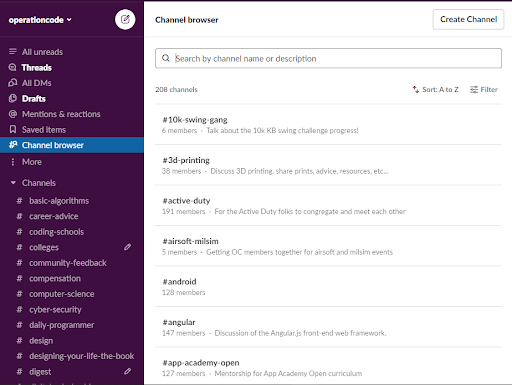 operationcode
All unreads
Threads
All DMs
Drafts
Mentions & reactions
Saved items
Channel browser
More
Channels
# basic-algorithms
# career-advice
# coding-schools
# colleges
# community-feedback
# compensation
# computer-science
# cyber-security
# daily-programmer
# design
# designing-your-life-the-book
# digest
Channel browser
Create Channel
Search by channel name or description
208 channels
Sort: A to Z
Filter
#10k-swing-gang
6 members · Talk about the 10k KB swing challenge progress!
#3d-printing
38 members · Discuss 3D printing, share prints, advice, resources, etc...
#active-duty
191 members · For the Active Duty folks to congregate and meet each other
#airsoft-milsim
5 members · Getting OC members together for airsoft and milsim events
#android
128 members
#angular
147 members · Discussion of the Angular.js front-end web framework.
#app-academy-open
127 members · Mentorship for App Academy Open curriculum